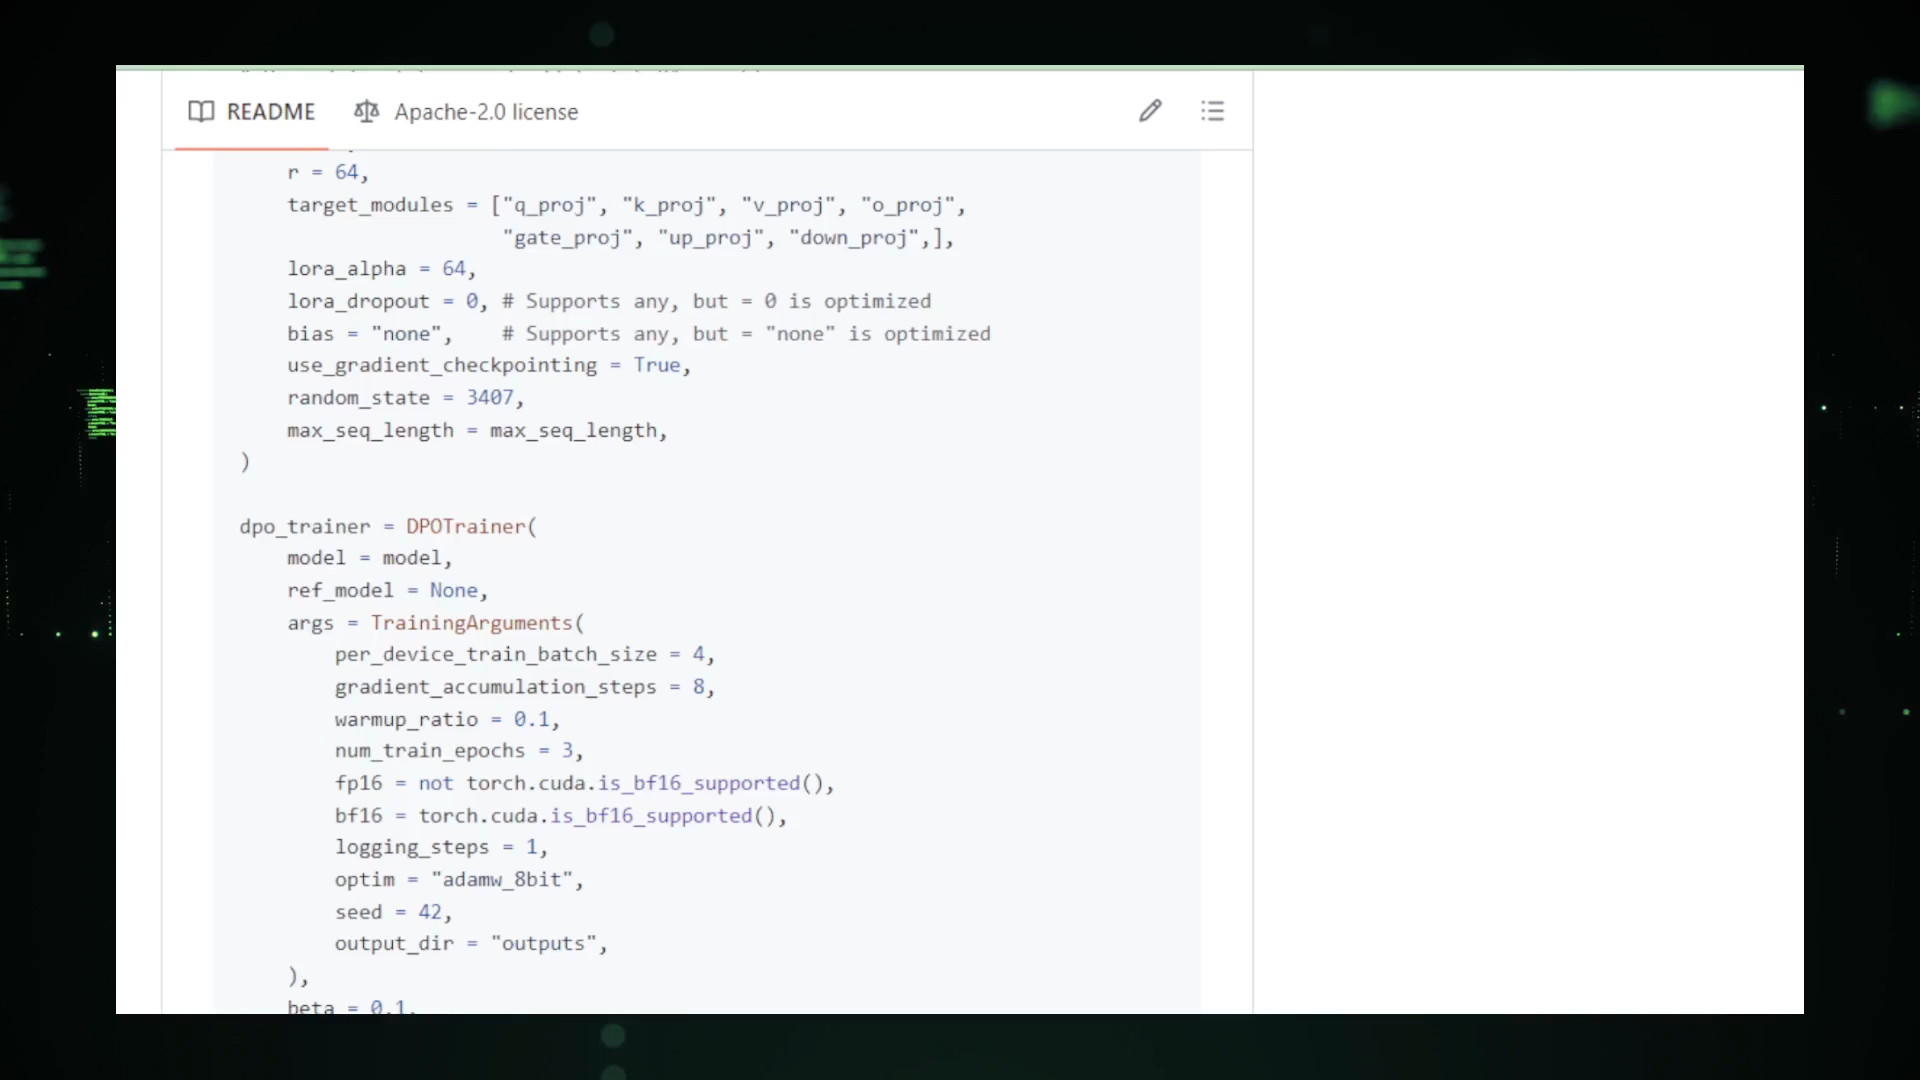 README Apache-2.0 license
r = 64,
target_modules = ["q_proj", "k_proj", "v_proj", "o_proj",
"gate_proj", "up_proj", "down_proj",],
lora_alpha = 64,
lora_dropout = 0, # Supports any, but = 0 is optimized
bias = "none", # Supports any, but = "none" is optimized
use_gradient_checkpointing = True,
random_state = 3407,
max_seq_length = max_seq_length,
)
dpo_trainer = DPOTrainer(
model = model,
ref_model = None,
args = TrainingArguments(
per_device_train_batch_size = 4,
gradient_accumulation_steps = 8,
warmup_ratio = 0.1,
num_train_epochs = 3,
fp16 = not torch.cuda.is_bf16_supported(),
bf16 = torch.cuda.is_bf16_supported(),
logging_steps = 1,
optim = "adamw_8bit",
seed = 42,
output_dir = "outputs",
),
beta = 0.1,